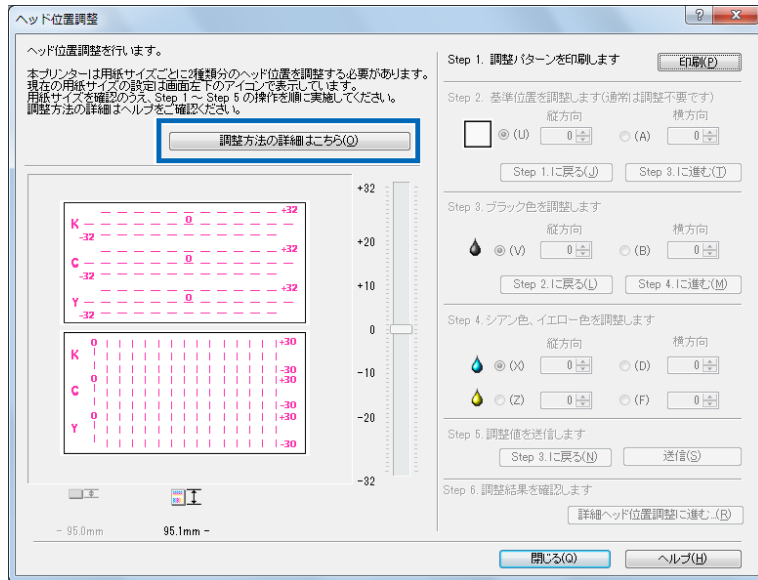 ヘッド位置調整
ヘッド位置調整を行います。
本プリンターは用紙サイズごとに2種類分のヘッド位置を調整する必要があります。
現在の用紙サイズの設定は画面左下のアイコンで表示しています。
用紙サイズを確認のうえ、Step 1 ～ Step 5 の操作を順に実施してください。
調整方法の詳細はヘルプをご確認ください。
調整方法の詳細はこちら(O)
+32
K
0
-32
+32
C
0
-32
+32
Y
0
-32
K
0
+30
-30
C
0
+30
-30
Y
0
+30
-30
+32
+20
+10
0
-10
-20
-32
- 95.0mm
95.1mm -
Step 1. 調整パターンを印刷します
印刷(P)
Step 2. 基準位置を調整します(通常は調整不要です)
縦方向 横方向
(U) 0 (A) 0
Step 1.に戻る(J) Step 3.に進む(T)
Step 3. ブラック色を調整します
縦方向 横方向
(V) 0 (B) 0
Step 2.に戻る(L) Step 4.に進む(M)
Step 4. シアン色、イエロー色を調整します
縦方向 横方向
(X) 0 (D) 0
(Z) 0 (F) 0
Step 5. 調整値を送信します
Step 3.に戻る(N) 送信(S)
Step 6. 調整結果を確認します
詳細ヘッド位置調整に進む...(R)
閉じる(Q) ヘルプ(H)